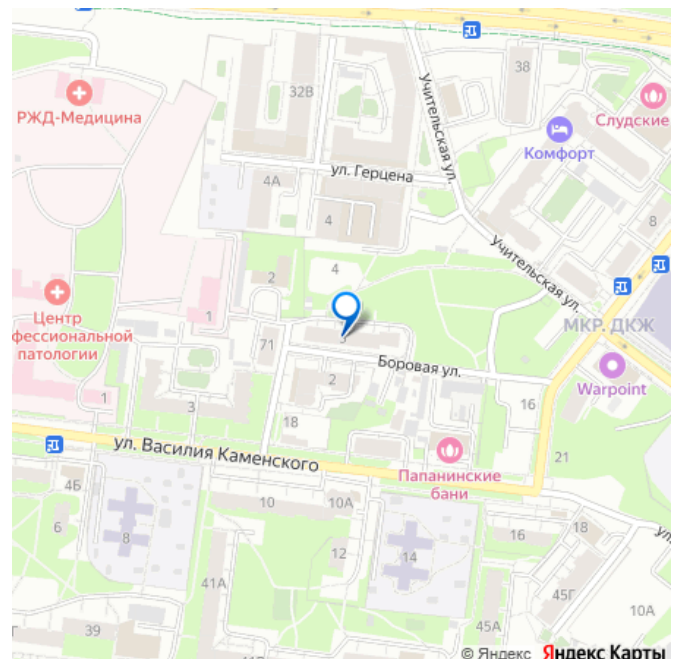 38
32В
РЖД-Медицина
Слудские
Комфорт
Учительская ул.
ул. Герцена
4А
4
8
Учительская ул.
4
2
1
Центр
фессиональной
патологии
МКР. ДКЖ
3
71
Боровая ул.
Warpoint
2
1
3
16
18
ул. Василия Каменского
21
Папанинские
бани
4Б
10
10А
6
8
16
18
ул.
12
14
41А
45Г
10А
39
45А
© Яндекс Яндекс Карты